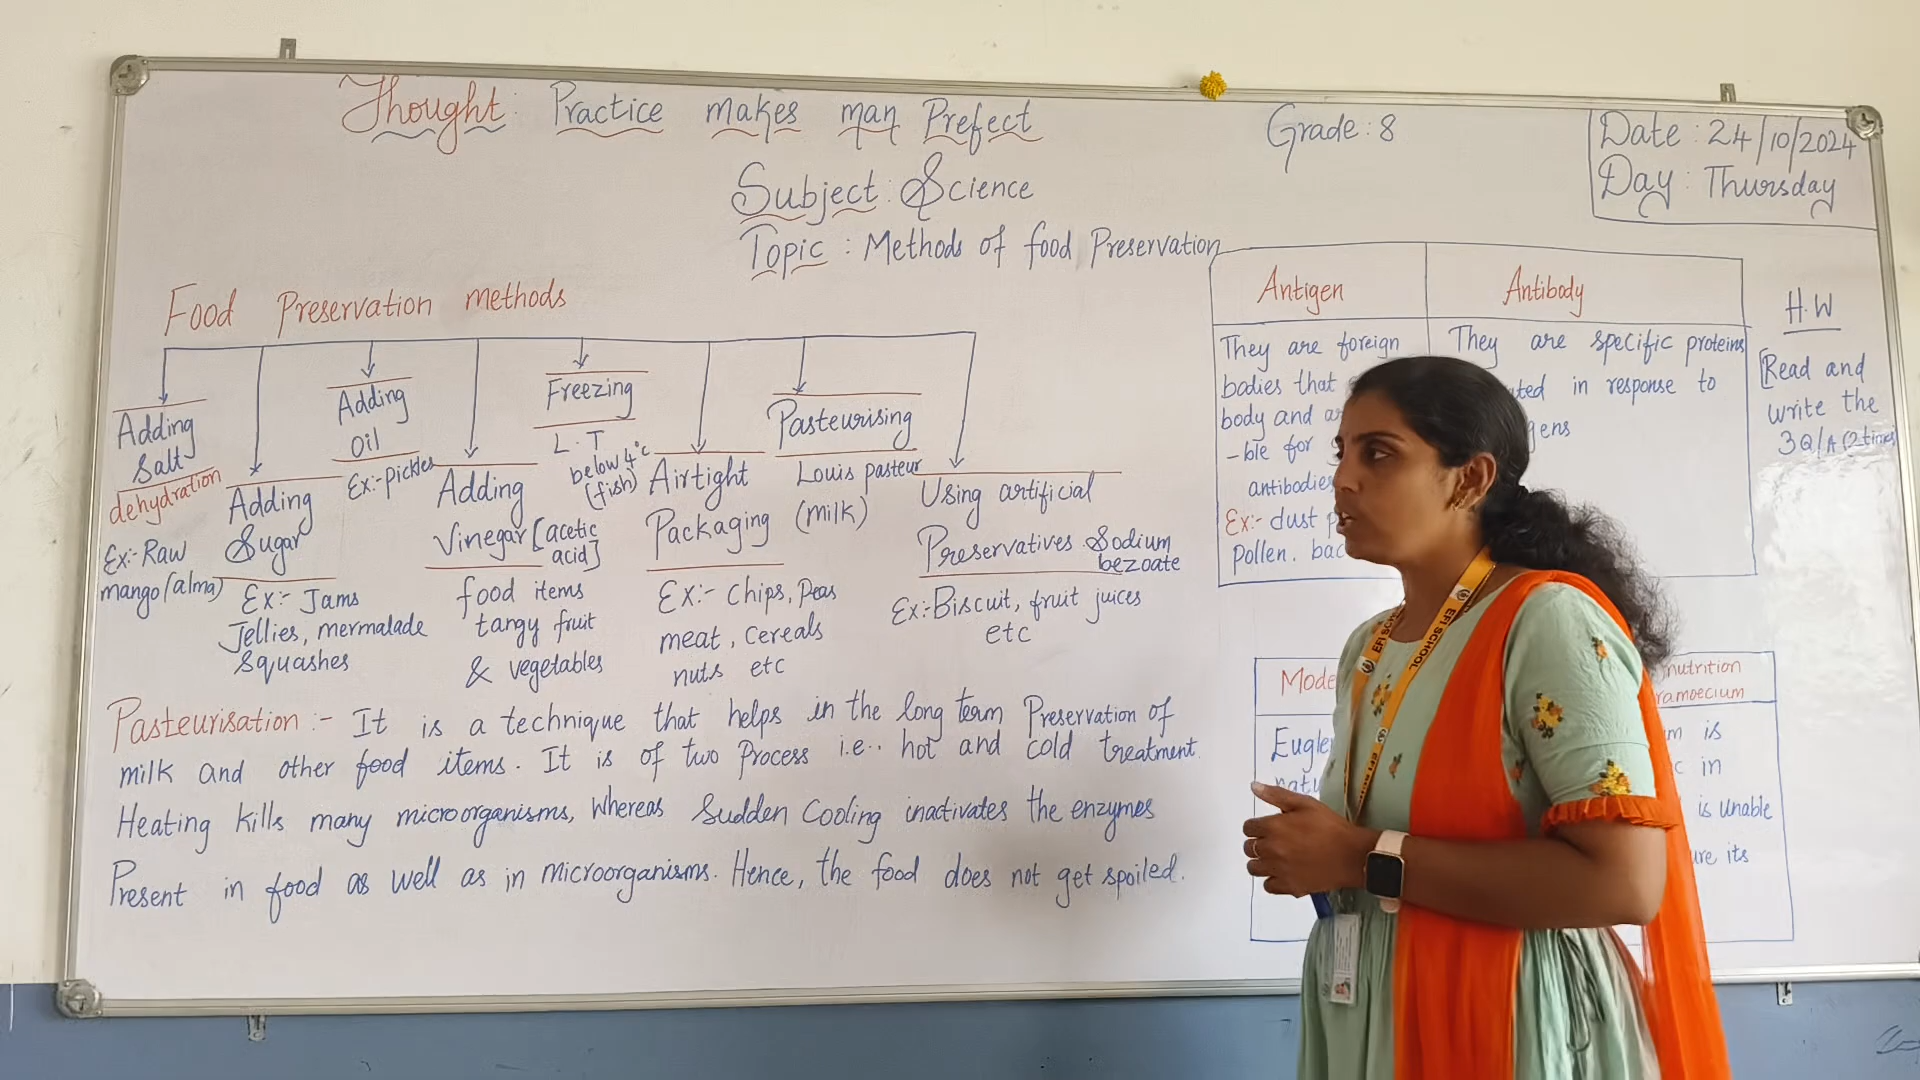 Thought: Practice makes man Prefect
Grade: 8
Date: 24/10/2024
Day: Thursday
Subject: Science
Topic: Methods of food Preservation
Food Preservation methods
Adding
Salt
dehydration
Ex:- Raw
mango (alma)
Adding
Sugar
Ex:- Jams
Jellies, mermalade
Squashes
Adding
Oil
Ex:- pickles
Adding
Vinegar [acetic
acid]
food items
tangy fruit
& vegetables
Freezing
L.T
below 4°c
(fish)
Airtight
Packaging
Ex:- chips, Peas
meat, cereals
nuts etc
Pasteurising
Louis pasteur
(milk)
Using artificial
Preservatives Sodium
bezoate
Ex:- Biscuit, fruit juices
etc
Pasteurisation :- It is a technique that helps in the long term Preservation of
milk and other food items. It is of two Process i.e.. hot and cold treatment.
Heating kills many microorganisms, whereas Sudden Cooling inactivates the enzymes
Present in food as well as in microorganisms. Hence, the food does not get spoiled.
Antigen
They are foreign
bodies that
body and
-ble for
antibodies
Ex:- dust
pollen.
Antibody
They are specific proteins
in response to
H.W
Read and
write the
3Q/A (2 times
nutrition
is
in
is unable
its
EFI SCHOOL